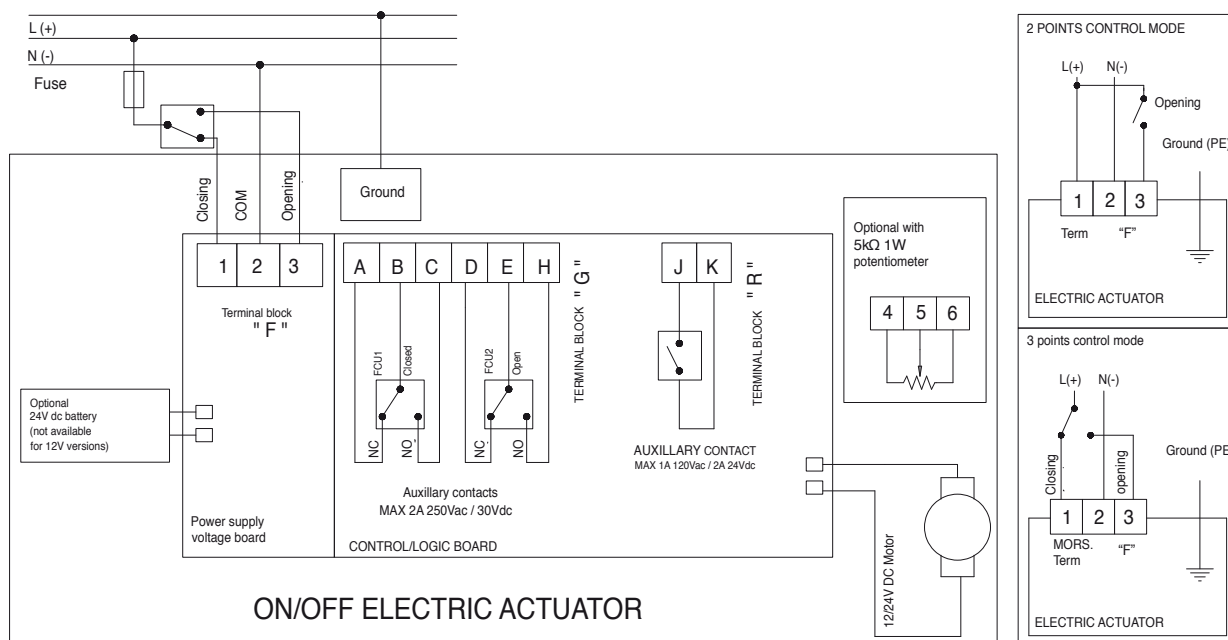 L (+)
N (-)
Fuse
Closing
COM
Opening
Ground
1 2 3
Terminal block
" F "
Optional
24V dc battery
(not available
for 12V versions)
Power supply
voltage board
A B C D E H
TERMINAL BLOCK " G "
FCU1
Closed
NC
NO
FCU2
Open
NC
NO
Auxillary contacts
MAX 2A 250Vac / 30Vdc
CONTROL/LOGIC BOARD
J K
TERMINAL BLOCK " R "
AUXILLARY CONTACT
MAX 1A 120Vac / 2A 24Vdc
Optional with
5kΩ 1W
potentiometer
4 5 6
12/24V DC Motor
ON/OFF ELECTRIC ACTUATOR
2 POINTS CONTROL MODE
L(+) N(-)
Opening
Ground (PE)
1 2 3
Term "F"
ELECTRIC ACTUATOR
3 points control mode
L(+) N(-)
Closing
opening
Ground (PE
1 2 3
MORS.
Term "F"
ELECTRIC ACTUATOR